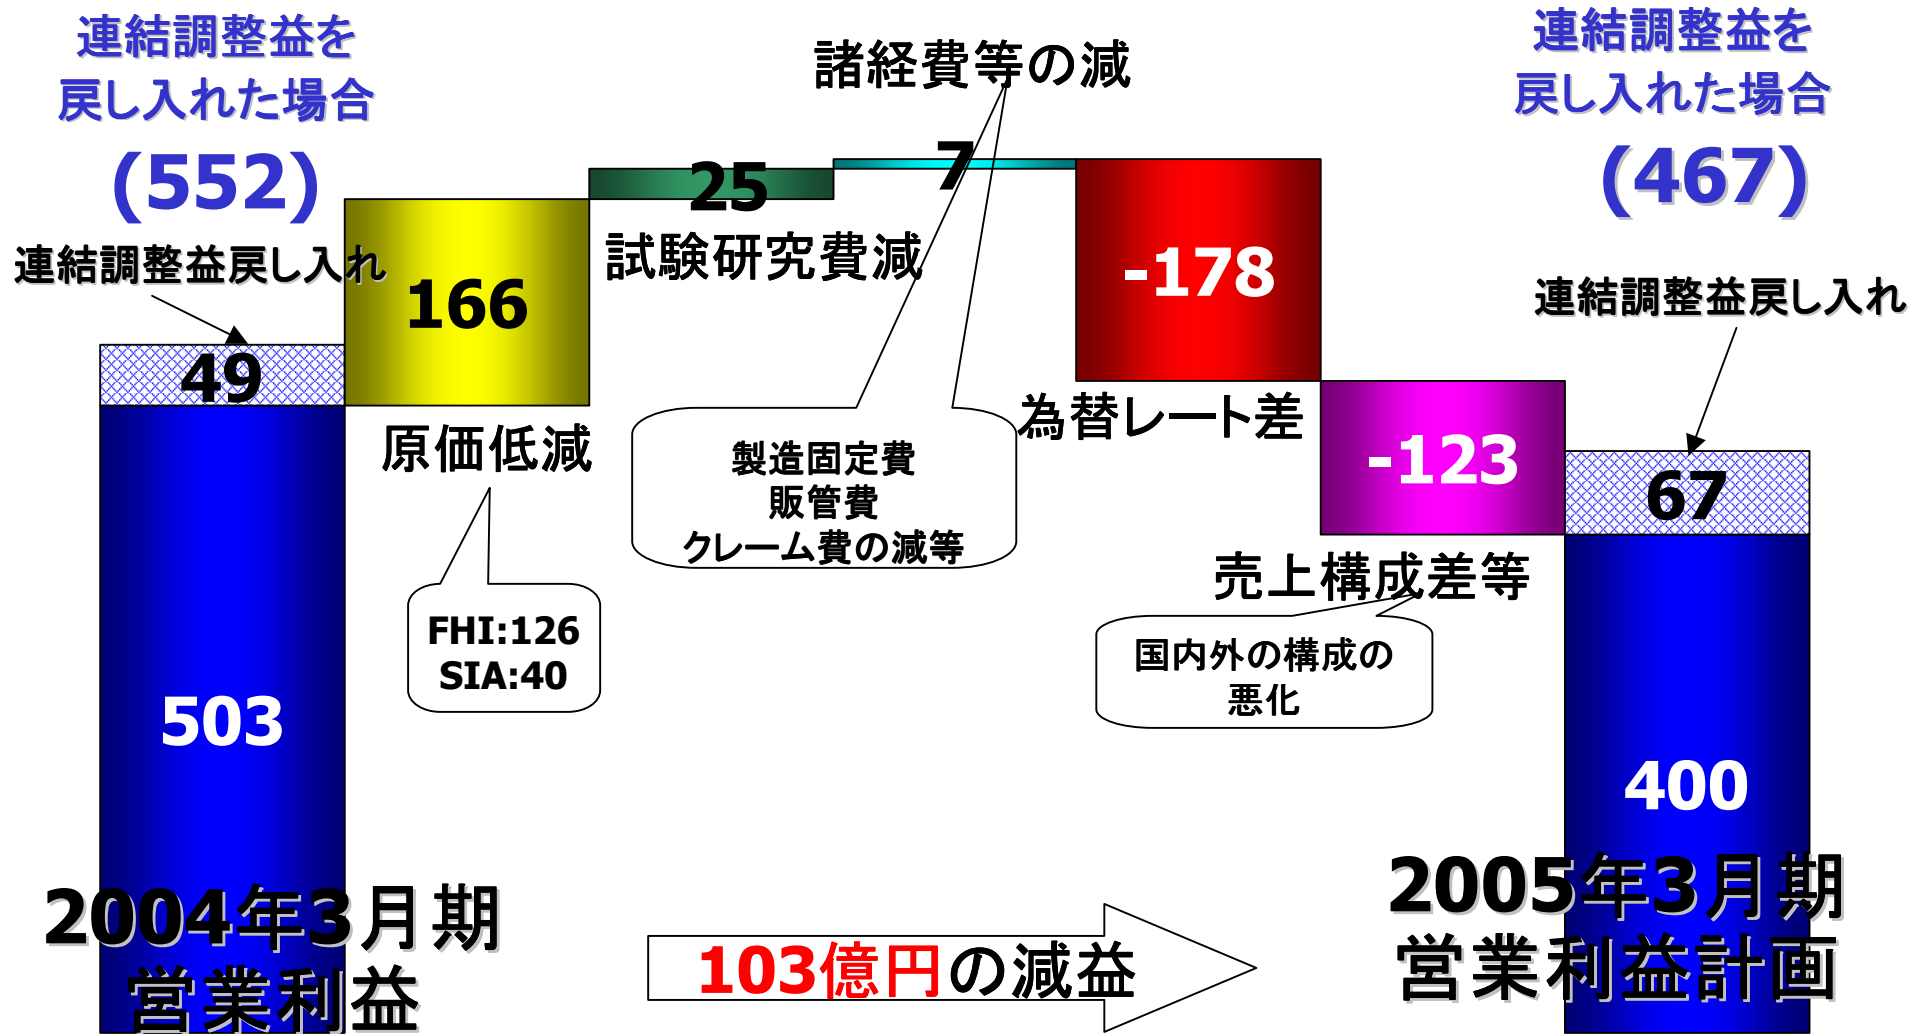 連結調整益を
戻し入れた場合
(552)
連結調整益戻し入れ
49
503
2004年3月期
営業利益
166
原価低減
FHI:126
SIA:40
25
試験研究費減
諸経費等の減
7
製造固定費
販管費
クレーム費の減等
-178
為替レート差
-123
売上構成差等
国内外の構成の
悪化
連結調整益を
戻し入れた場合
(467)
連結調整益戻し入れ
67
400
2005年3月期
営業利益計画
103億円の減益